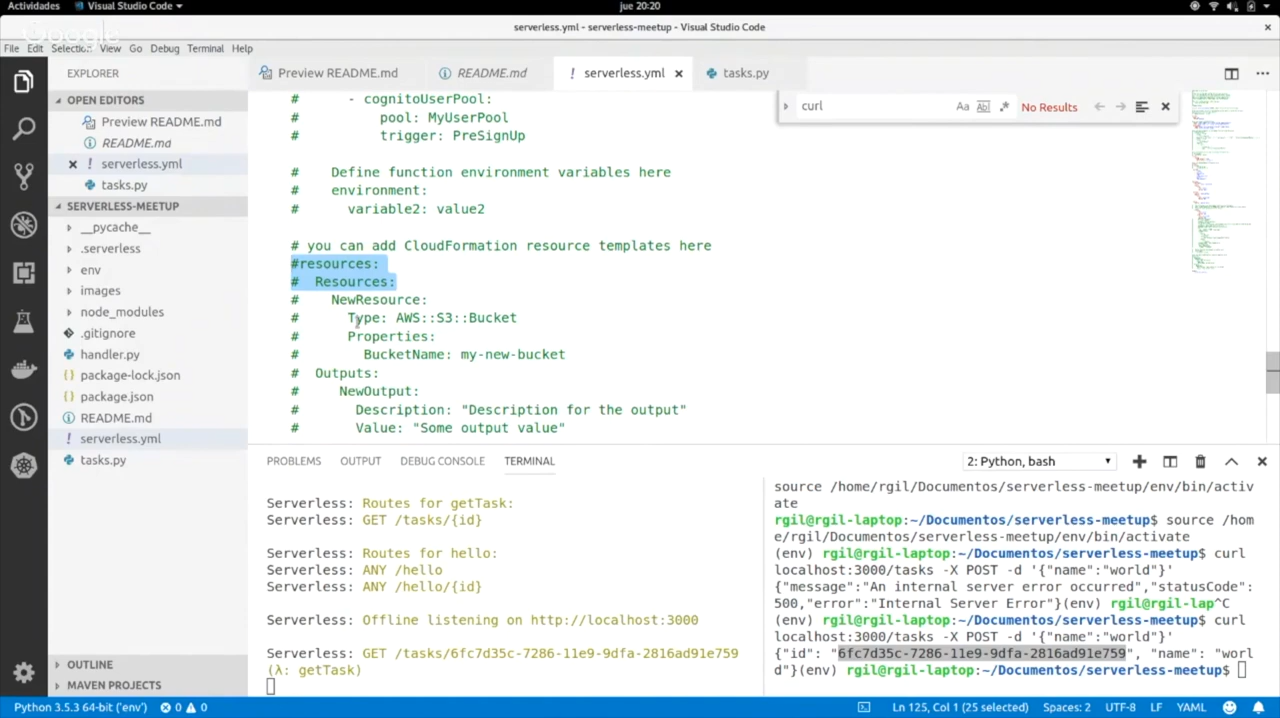 Actividades Visual Studio Code jue 20:20
serverless.yml - serverless-meetup - Visual Studio Code
File Edit Selection View Go Debug Terminal Help
EXPLORER
OPEN EDITORS
Preview README.md
README.md
serverless.yml
tasks.py
SERVERLESS-MEETUP
__pycache__
.serverless
env
images
node_modules
.gitignore
handler.py
package-lock.json
package.json
README.md
serverless.yml
tasks.py
OUTLINE
MAVEN PROJECTS
Preview README.md README.md serverless.yml tasks.py
curl Aa Abl .* No Results
# - cognitoUserPool:
# pool: MyUserPool
# trigger: PreSignUp
# Define function environment variables here
# environment:
# variable2: value2
# you can add CloudFormation resource templates here
#resources:
# Resources:
# NewResource:
# Type: AWS::S3::Bucket
# Properties:
# BucketName: my-new-bucket
# Outputs:
# NewOutput:
# Description: "Description for the output"
# Value: "Some output value"
PROBLEMS OUTPUT DEBUG CONSOLE TERMINAL 2: Python, bash
Serverless: Routes for getTask:
Serverless: GET /tasks/{id}
Serverless: Routes for hello:
Serverless: ANY /hello
Serverless: ANY /hello/{id}
Serverless: Offline listening on http://localhost:3000
Serverless: GET /tasks/6fc7d35c-7286-11e9-9dfa-2816ad91e759
(λ: getTask)
source /home/rgil/Documentos/serverless-meetup/env/bin/activ
ate
rgil@rgil-laptop:~/Documentos/serverless-meetup$ source /hom
e/rgil/Documentos/serverless-meetup/env/bin/activate
(env) rgil@rgil-laptop:~/Documentos/serverless-meetup$ curl
localhost:3000/tasks -X POST -d '{"name":"world"}'
{"message":"An internal server error occurred","statusCode":
500,"error":"Internal Server Error"}(env) rgil@rgil-lap^C
(env) rgil@rgil-laptop:~/Documentos/serverless-meetup$ curl
localhost:3000/tasks -X POST -d '{"name":"world"}'
{"id": "6fc7d35c-7286-11e9-9dfa-2816ad91e759", "name": "worl
d"}(env) rgil@rgil-laptop:~/Documentos/serverless-meetup$
Python 3.5.3 64-bit ('env') 0 0 Ln 125, Col 1 (25 selected) Spaces: 2 UTF-8 LF YAML